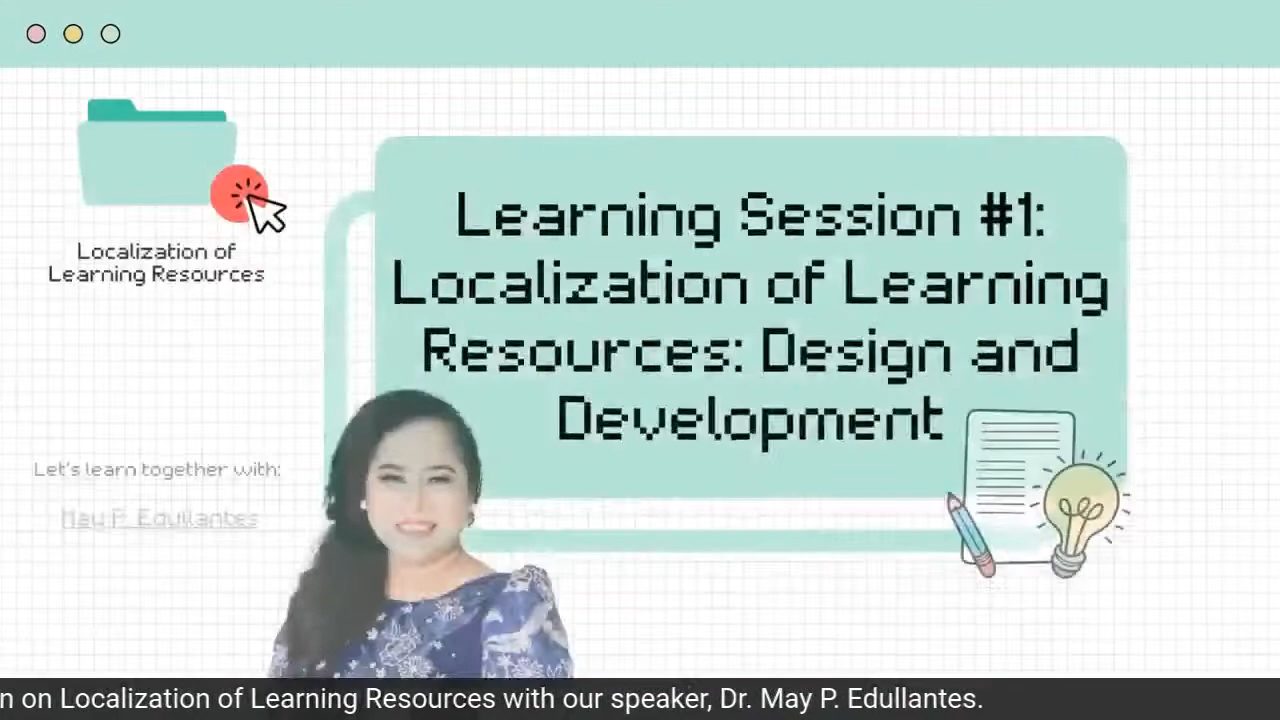 Localization of
Learning Resources
Learning Session #1:
Localization of Learning
Resources: Design and
Development
Let's learn together with:
May P. Edullantes
n on Localization of Learning Resources with our speaker, Dr. May P. Edullantes.